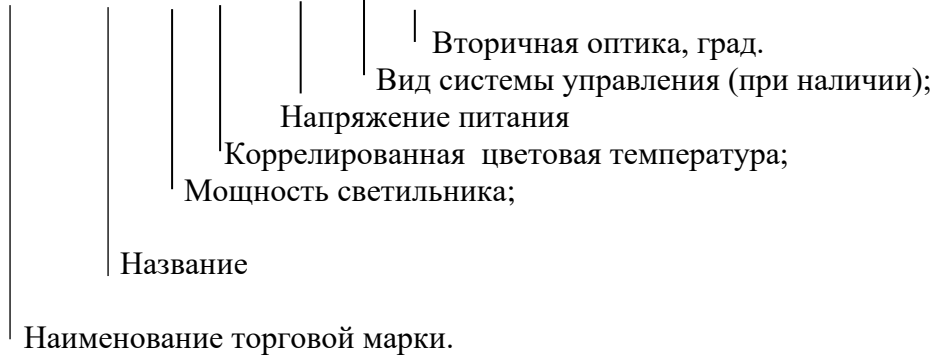 Вторичная оптика, град.
Вид системы управления (при наличии);
Напряжение питания
Коррелированная цветовая температура;
Мощность светильника;
Название
Наименование торговой марки.